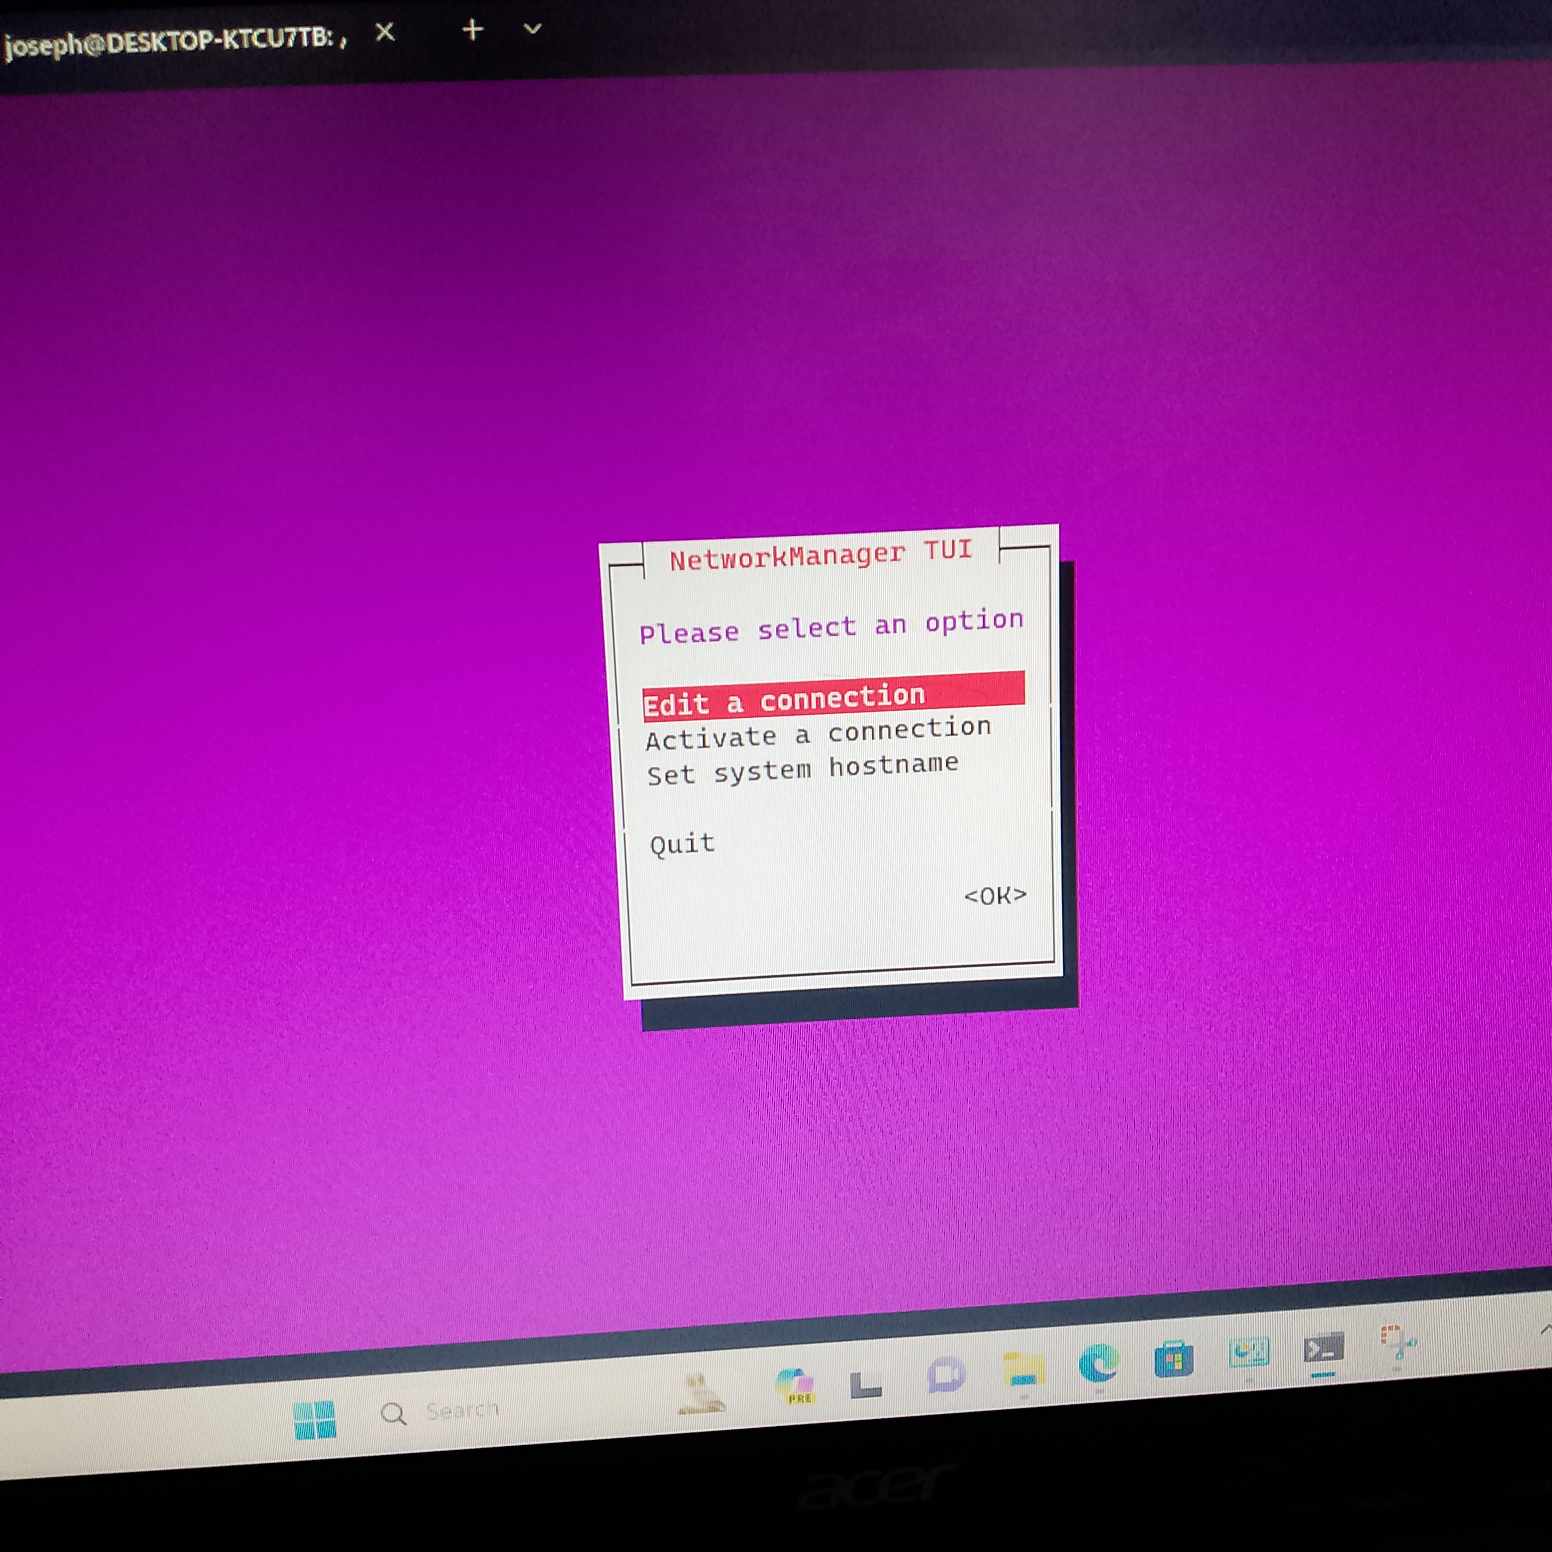 joseph@DESKTOP-KTCU7TB: ,
NetworkManager TUI
Please select an option
Edit a connection
Activate a connection
Set system hostname
Quit
<OK>
Search
PRE
acer